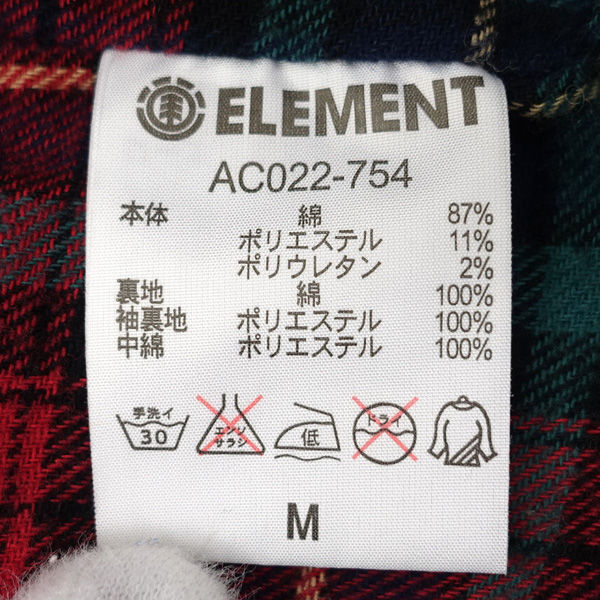 ELEMENT
AC022-754
本体 綿 87%
ポリエステル 11%
ポリウレタン 2%
裏地 綿 100%
袖裏地 ポリエステル 100%
中綿 ポリエステル 100%
手洗イ 30 エンソサラシ 低 ドライ
M